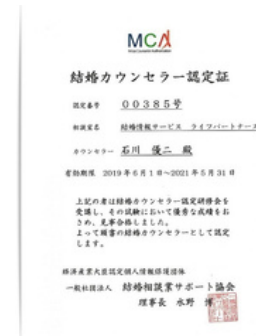 MCA
結婚カウンセラー認定証
認定番号 00385号
相談室名 結婚情報サービス ライフパートナーズ
カウンセラー 石川 優二 殿
有効期限 2019年6月1日~2021年5月31日
上記の者は結婚カウンセラー認定研修会を
受講し、その試験において優秀な成績をお
さめ、見事合格しました。
よって頭書の結婚カウンセラーとして認定
します。
経済産業大臣認定個人情報保護団体
一般社団法人 結婚相談業サポート協会
理事長 水野